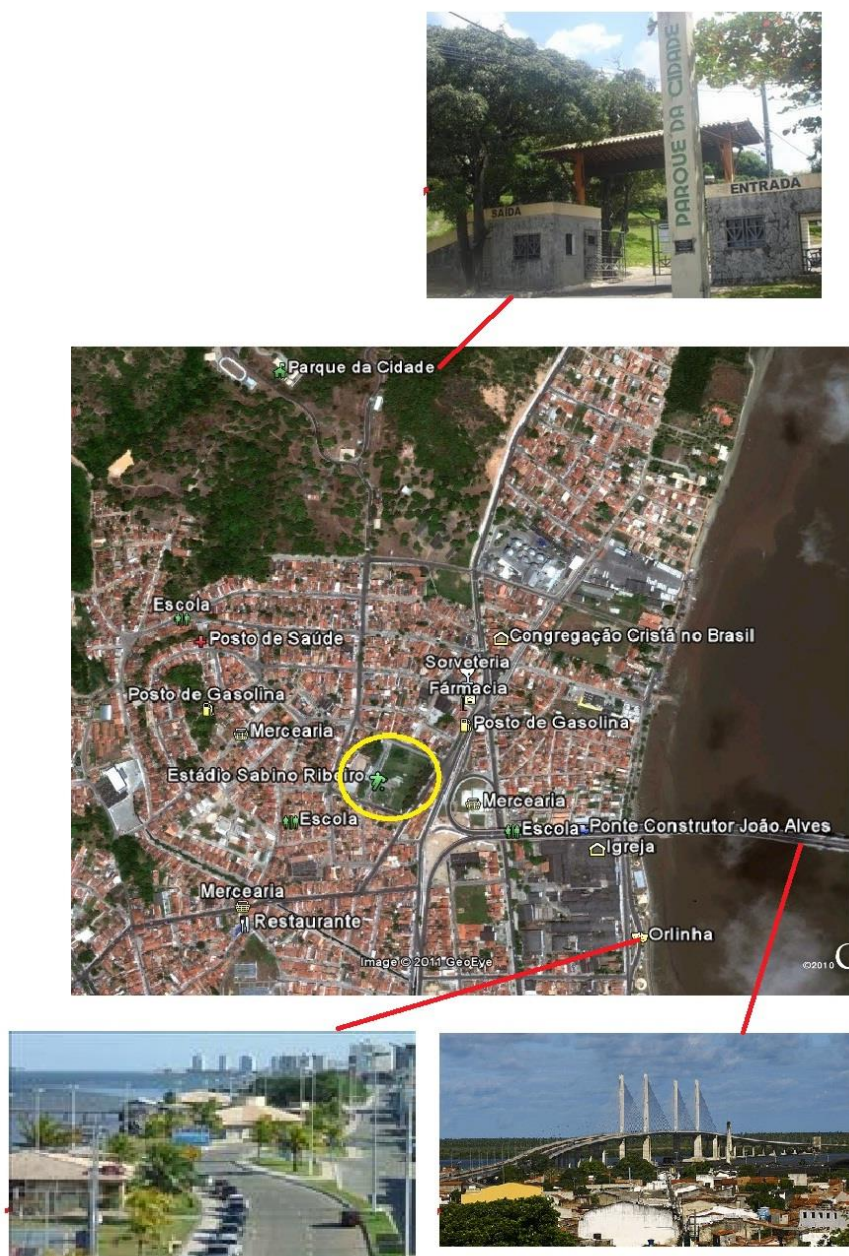 PARQUE DA CIDADE
SAÍDA
ENTRADA
Parque da Cidade
Escola
Posto de Saúde
Congregação Cristã no Brasil
Sorveteria
Fármacia
Posto de Gasolina
Posto de Gasolina
Mercearia
Estádio Sabino Ribeiro
Mercearia
Escola
Escola
Ponte Construtor João Alves
Igreja
Mercearia
Restaurante
Orlinha
Image © 2011 GeoEye
©2010